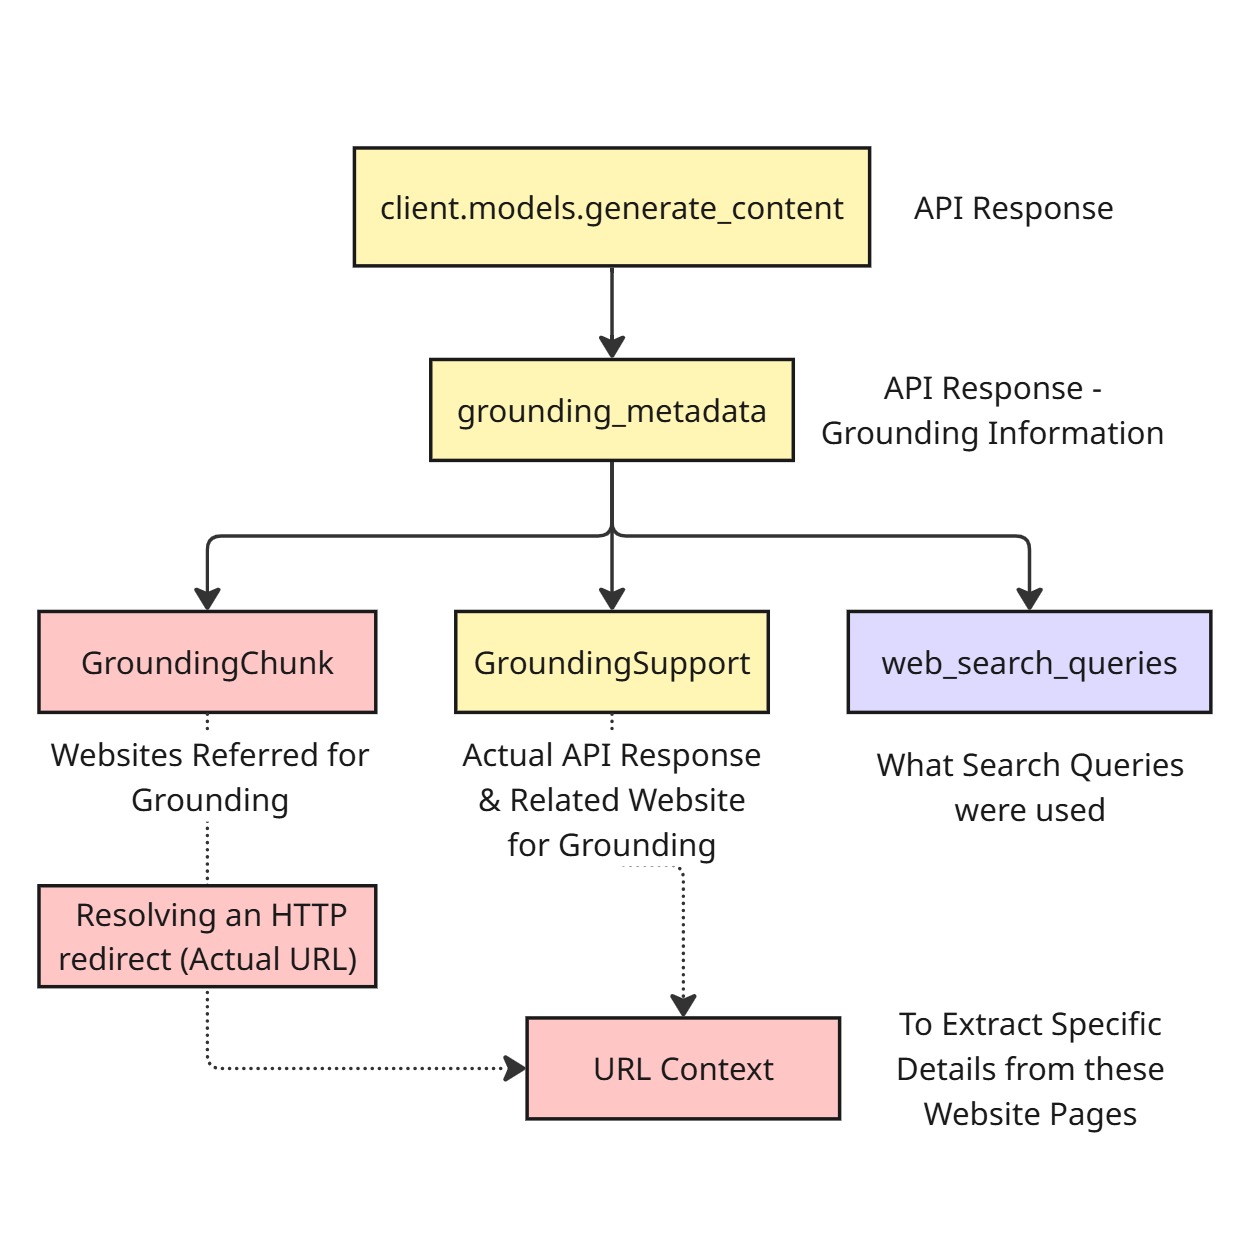 client.models.generate_content
API Response
grounding_metadata
API Response -
Grounding Information
GroundingChunk
GroundingSupport
web_search_queries
Websites Referred for
Grounding
Actual API Response
& Related Website
for Grounding
What Search Queries
were used
Resolving an HTTP
redirect (Actual URL)
URL Context
To Extract Specific
Details from these
Website Pages